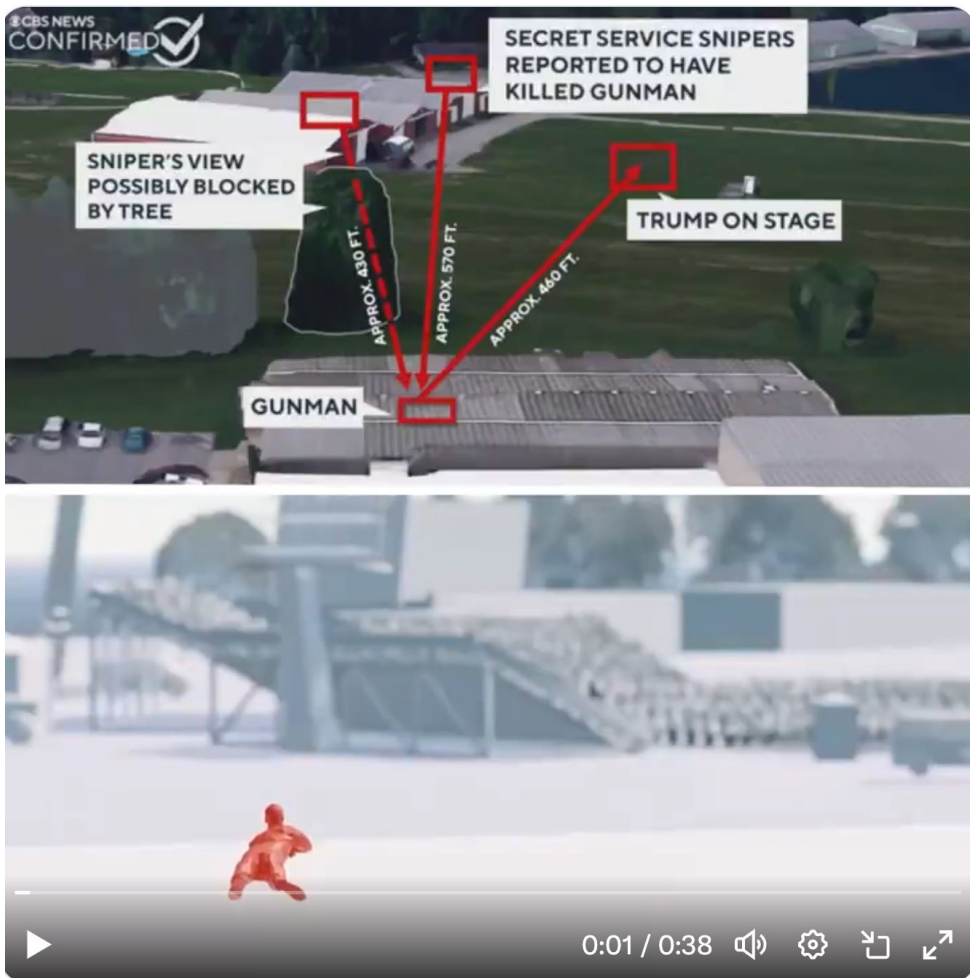 CBS NEWS
CONFIRMED
SECRET SERVICE SNIPERS
REPORTED TO HAVE
KILLED GUNMAN
SNIPER'S VIEW
POSSIBLY BLOCKED
BY TREE
TRUMP ON STAGE
APPROX. 430 FT.
APPROX. 570 FT.
APPROX. 460 FT.
GUNMAN
0:01 / 0:38